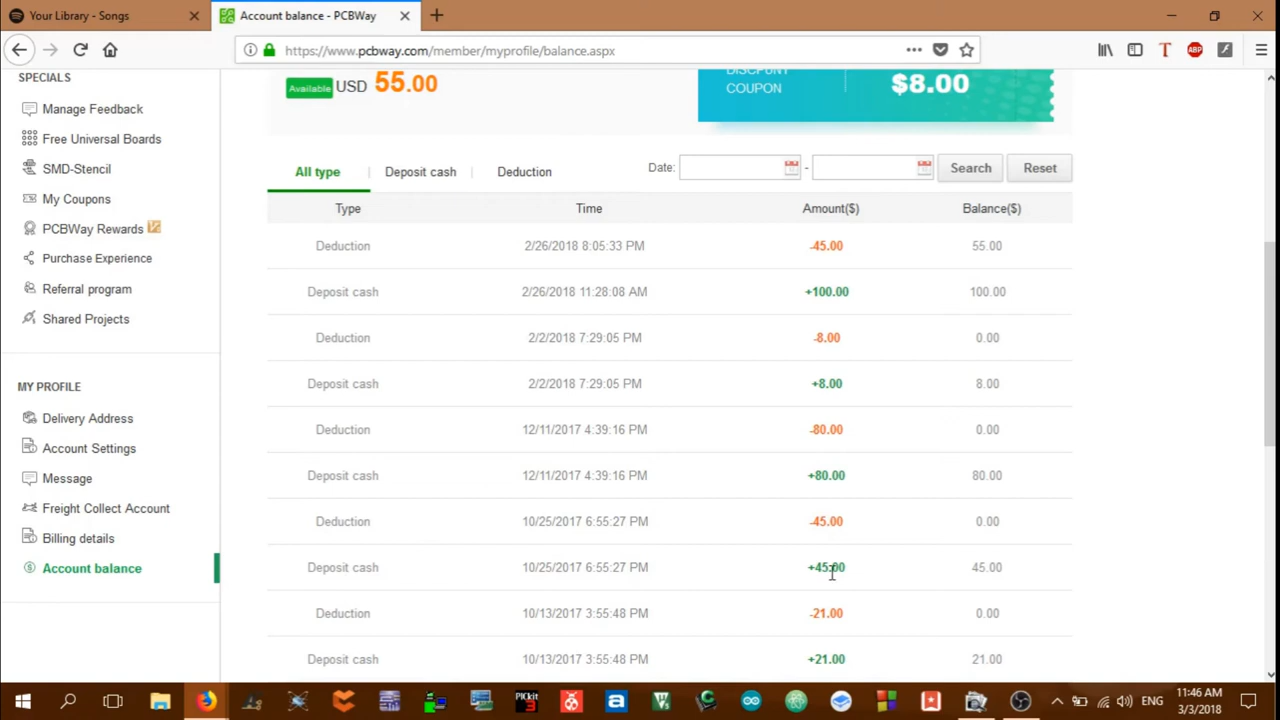 Your Library - Songs
Account balance - PCBWay
https://www.pcbway.com/member/myprofile/balance.aspx
ABP
SPECIALS
Manage Feedback
Free Universal Boards
SMD-Stencil
My Coupons
PCBWay Rewards
Purchase Experience
Referral program
Shared Projects
MY PROFILE
Delivery Address
Account Settings
Message
Freight Collect Account
Billing details
Account balance
Available USD 55.00
DISCPUNT
COUPON
$8.00
All type Deposit cash Deduction Date: - Search Reset
Type Time Amount($) Balance($)
Deduction 2/26/2018 8:05:33 PM -45.00 55.00
Deposit cash 2/26/2018 11:28:08 AM +100.00 100.00
Deduction 2/2/2018 7:29:05 PM -8.00 0.00
Deposit cash 2/2/2018 7:29:05 PM +8.00 8.00
Deduction 12/11/2017 4:39:16 PM -80.00 0.00
Deposit cash 12/11/2017 4:39:16 PM +80.00 80.00
Deduction 10/25/2017 6:55:27 PM -45.00 0.00
Deposit cash 10/25/2017 6:55:27 PM +45.00 45.00
Deduction 10/13/2017 3:55:48 PM -21.00 0.00
Deposit cash 10/13/2017 3:55:48 PM +21.00 21.00
PICkit
3
ENG
11:46 AM
3/3/2018